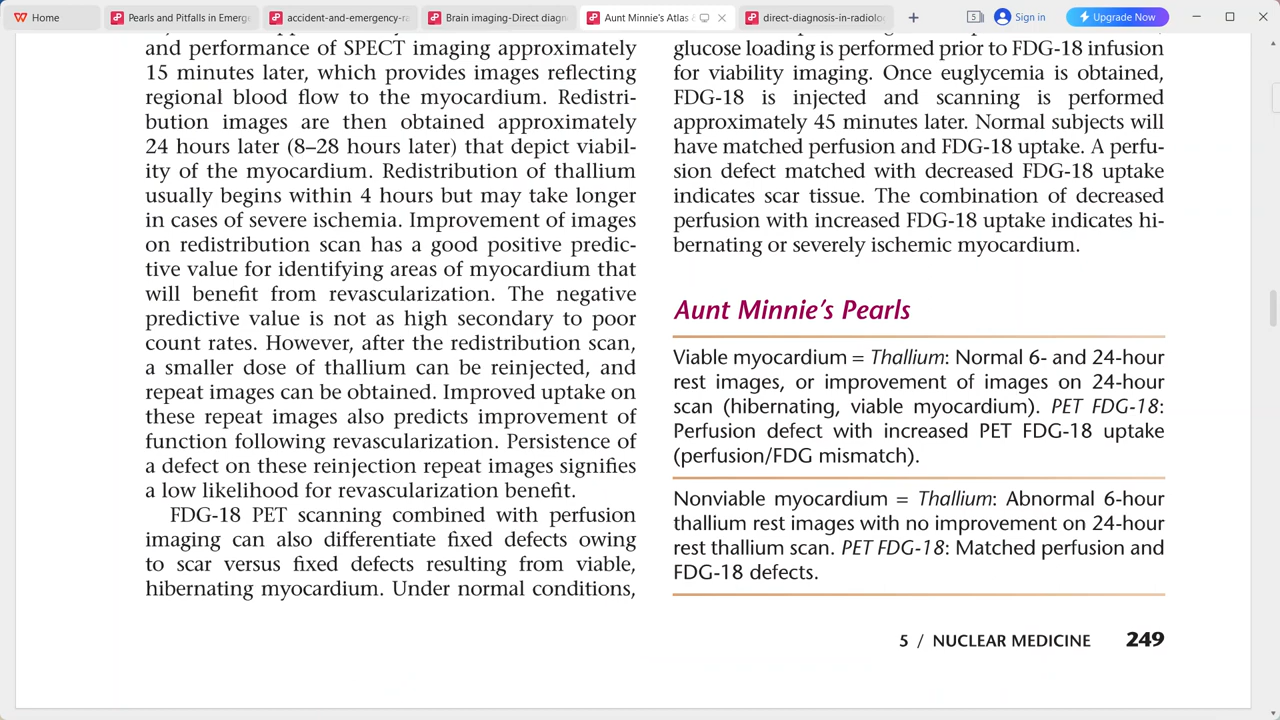 Home
Pearls and Pitfalls in Emerg
accident-and-emergency-ra
Brain imaging-Direct diagn
Aunt Minnie's Atlas
direct-diagnosis-in-radiolog
5
Sign in
Upgrade Now
and performance of SPECT imaging approximately
15 minutes later, which provides images reflecting
regional blood flow to the myocardium. Redistri-
bution images are then obtained approximately
24 hours later (8–28 hours later) that depict viabil-
ity of the myocardium. Redistribution of thallium
usually begins within 4 hours but may take longer
in cases of severe ischemia. Improvement of images
on redistribution scan has a good positive predic-
tive value for identifying areas of myocardium that
will benefit from revascularization. The negative
predictive value is not as high secondary to poor
count rates. However, after the redistribution scan,
a smaller dose of thallium can be reinjected, and
repeat images can be obtained. Improved uptake on
these repeat images also predicts improvement of
function following revascularization. Persistence of
a defect on these reinjection repeat images signifies
a low likelihood for revascularization benefit.
FDG-18 PET scanning combined with perfusion
imaging can also differentiate fixed defects owing
to scar versus fixed defects resulting from viable,
hibernating myocardium. Under normal conditions,
glucose loading is performed prior to FDG-18 infusion
for viability imaging. Once euglycemia is obtained,
FDG-18 is injected and scanning is performed
approximately 45 minutes later. Normal subjects will
have matched perfusion and FDG-18 uptake. A perfu-
sion defect matched with decreased FDG-18 uptake
indicates scar tissue. The combination of decreased
perfusion with increased FDG-18 uptake indicates hi-
bernating or severely ischemic myocardium.
Aunt Minnie's Pearls
Viable myocardium = Thallium: Normal 6- and 24-hour
rest images, or improvement of images on 24-hour
scan (hibernating, viable myocardium). PET FDG-18:
Perfusion defect with increased PET FDG-18 uptake
(perfusion/FDG mismatch).
Nonviable myocardium = Thallium: Abnormal 6-hour
thallium rest images with no improvement on 24-hour
rest thallium scan. PET FDG-18: Matched perfusion and
FDG-18 defects.
5 / NUCLEAR MEDICINE 249